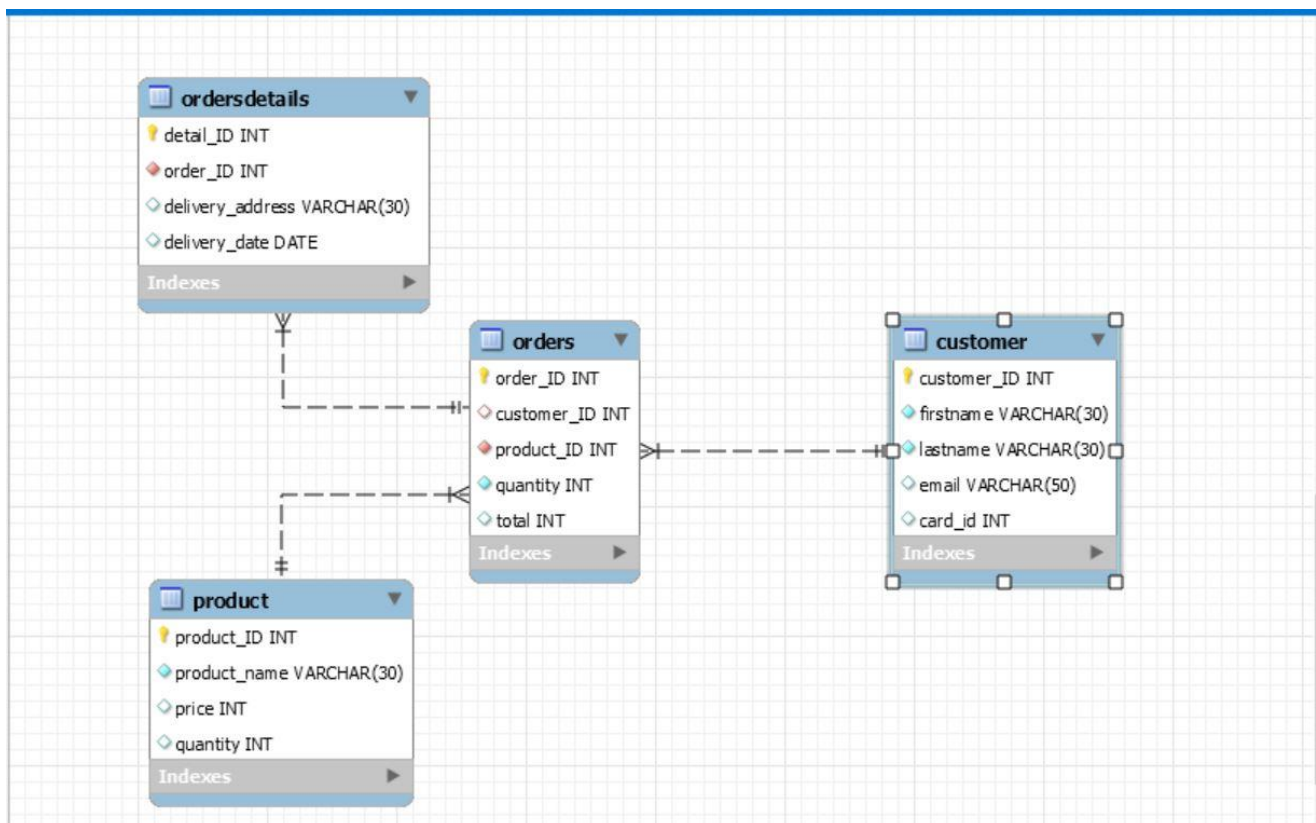 ordersdetails
detail_ID INT
order_ID INT
delivery_address VARCHAR(30)
delivery_date DATE
Indexes
orders
order_ID INT
customer_ID INT
product_ID INT
quantity INT
total INT
Indexes
customer
customer_ID INT
firstname VARCHAR(30)
lastname VARCHAR(30)
email VARCHAR(50)
card_id INT
Indexes
product
product_ID INT
product_name VARCHAR(30)
price INT
quantity INT
Indexes